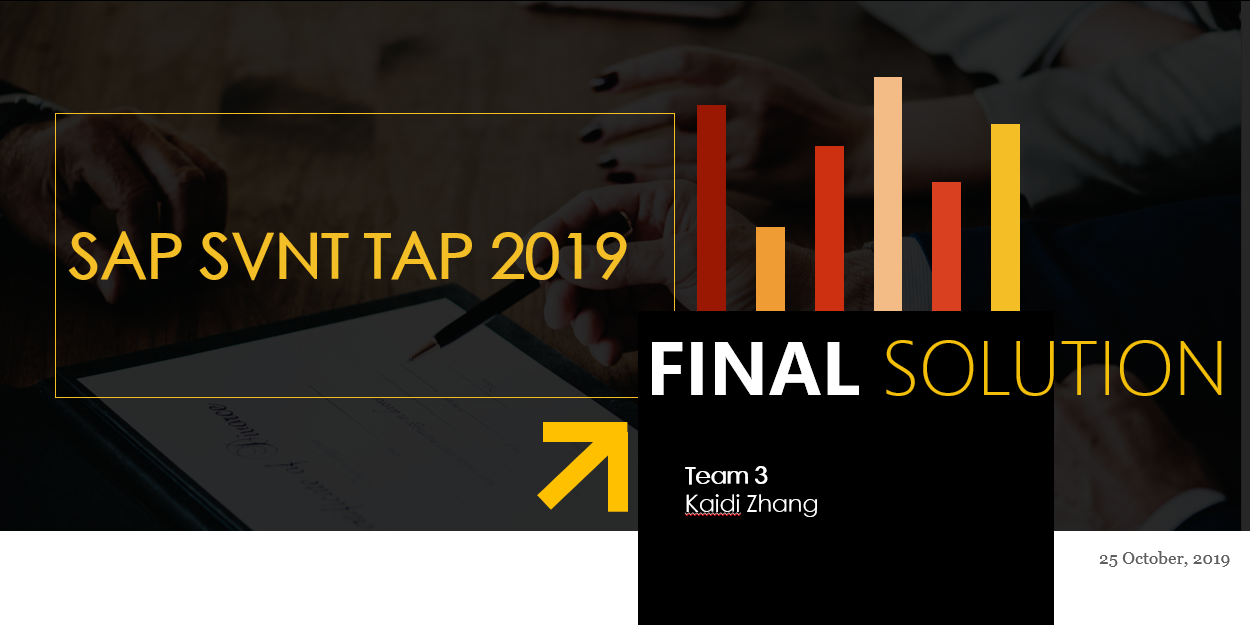 SAP SVNT TAP 2019
FINAL SOLUTION
Team 3
Kaidi Zhang
25 October, 2019